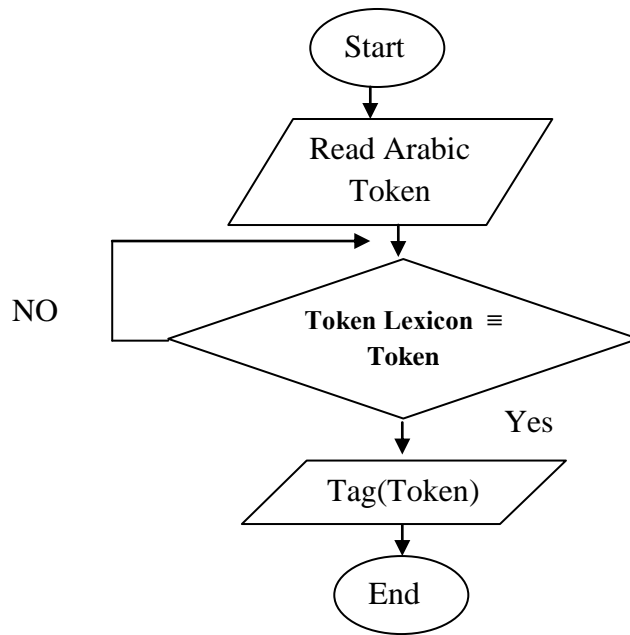 Start
Read Arabic
Token
NO
Token Lexicon ≡
Token
Yes
Tag(Token)
End